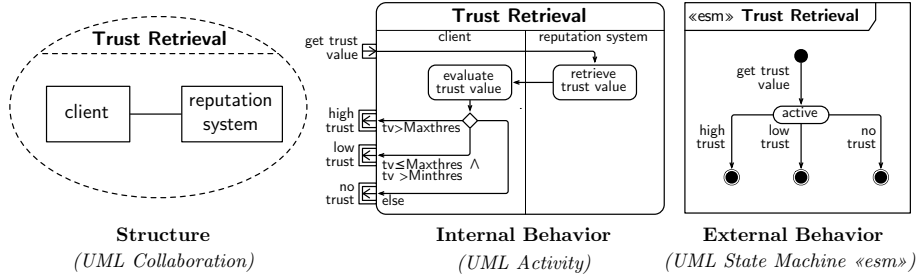 Trust Retrieval
client
reputation
system
Structure
(UML Collaboration)
Trust Retrieval
client
reputation system
get trust
value
evaluate
trust value
retrieve
trust value
high
trust
tv>Maxthres
low
trust
tv≤Maxthres ∧
tv >Minthres
no
trust
else
Internal Behavior
(UML Activity)
«esm» Trust Retrieval
get trust
value
active
high
trust
low
trust
no
trust
External Behavior
(UML State Machine «esm»)